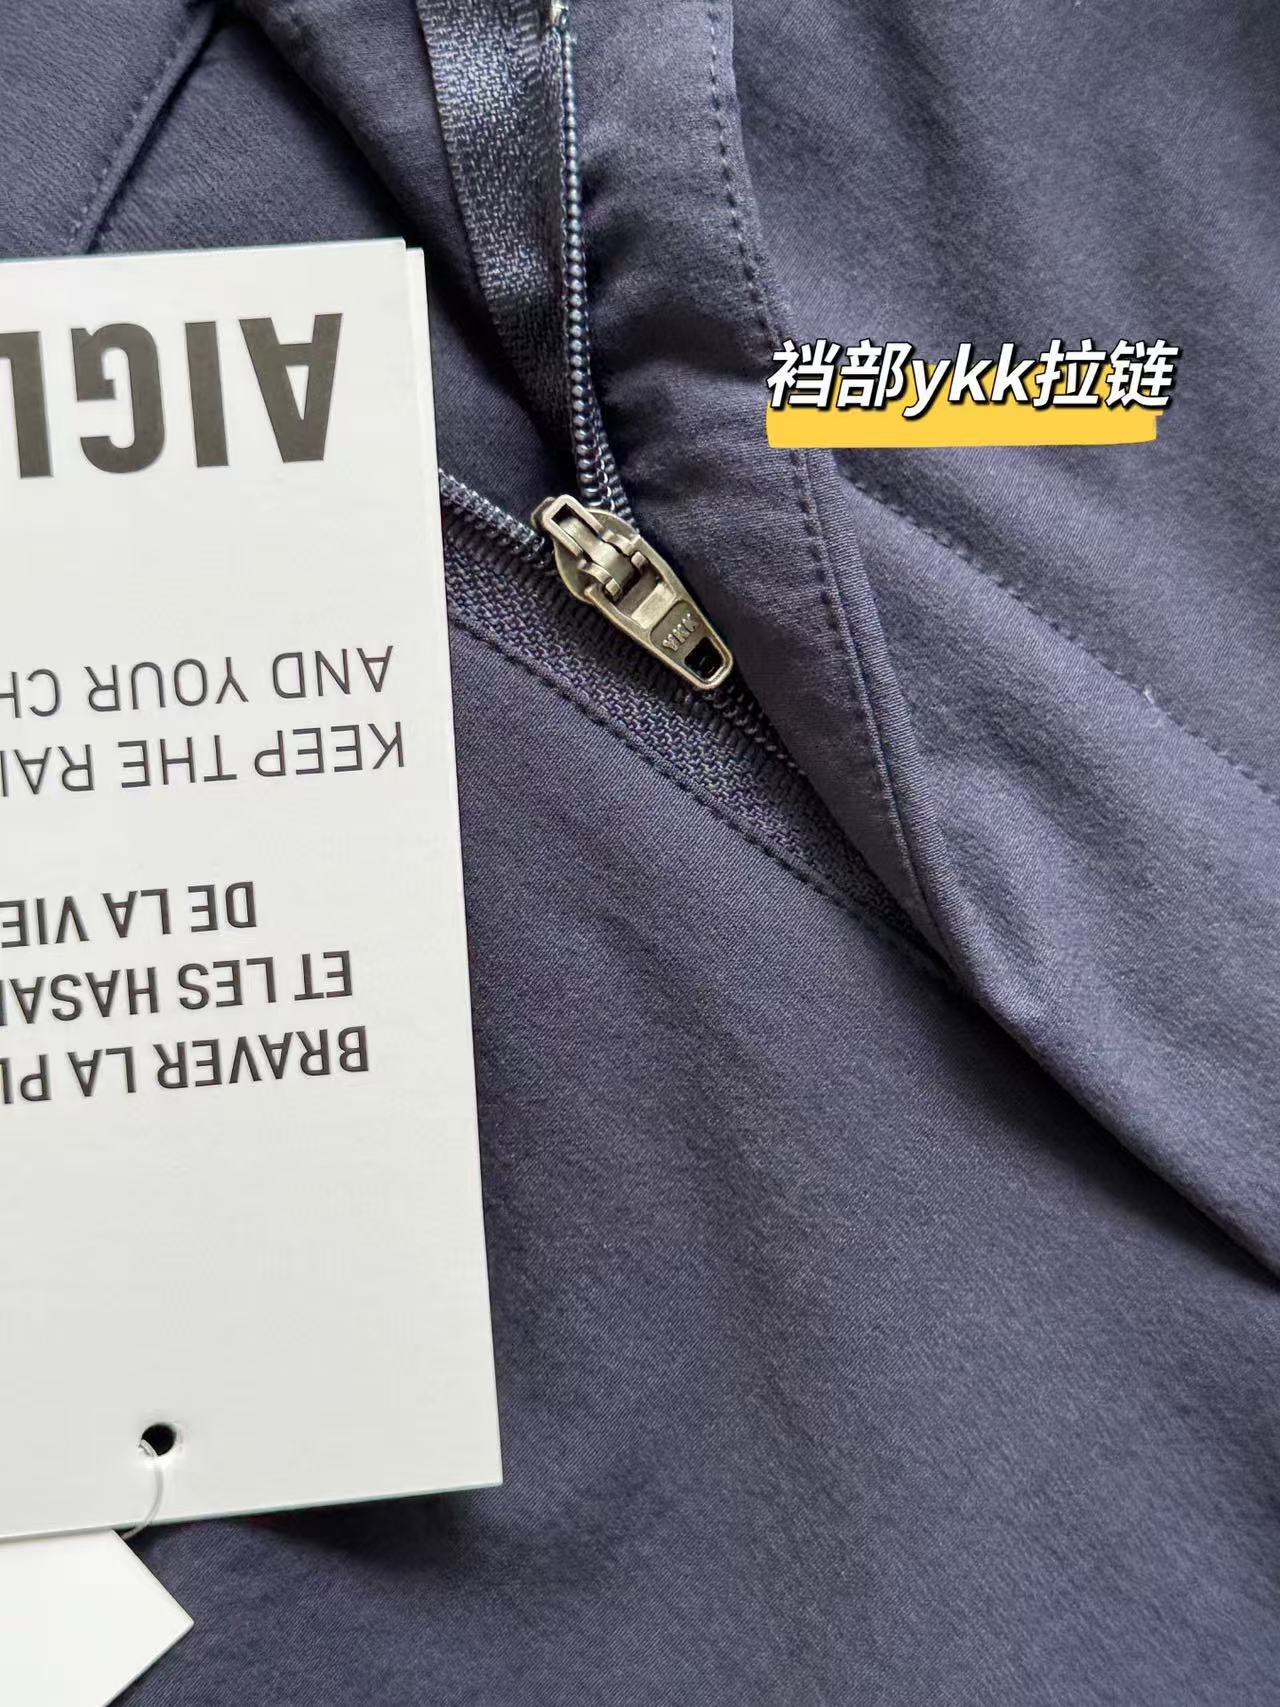 裆部ykk拉链
YKK
BRAVER LA PL
ET LES HASA
DE LA VIE
KEEP THE RAI
AND YOUR CH
AIGL